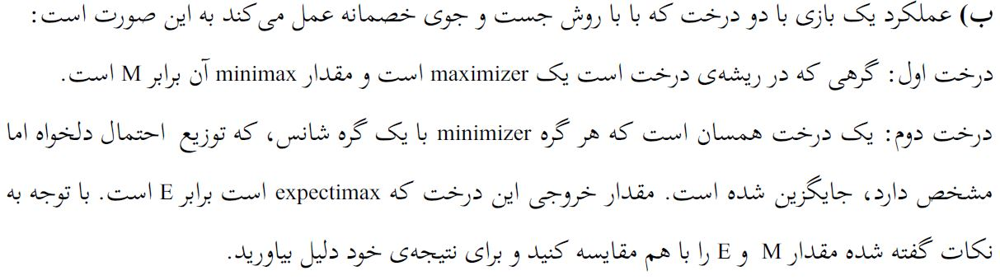 ب) عملکرد یک بازی با دو درخت که با با روش جست و جوی خصمانه عمل می‌کند به این صورت است:
درخت اول: گرهی که در ریشه‌ی درخت است یک maximizer است و مقدار minimax آن برابر M است.
درخت دوم: یک درخت همسان است که هر گره minimizer با یک گره شانس، که توزیع احتمال دلخواه اما
مشخص دارد، جایگزین شده است. مقدار خروجی این درخت که expectimax است برابر E است. با توجه به
نکات گفته شده مقدار M و E را با هم مقایسه کنید و برای نتیجه‌ی خود دلیل بیاورید.